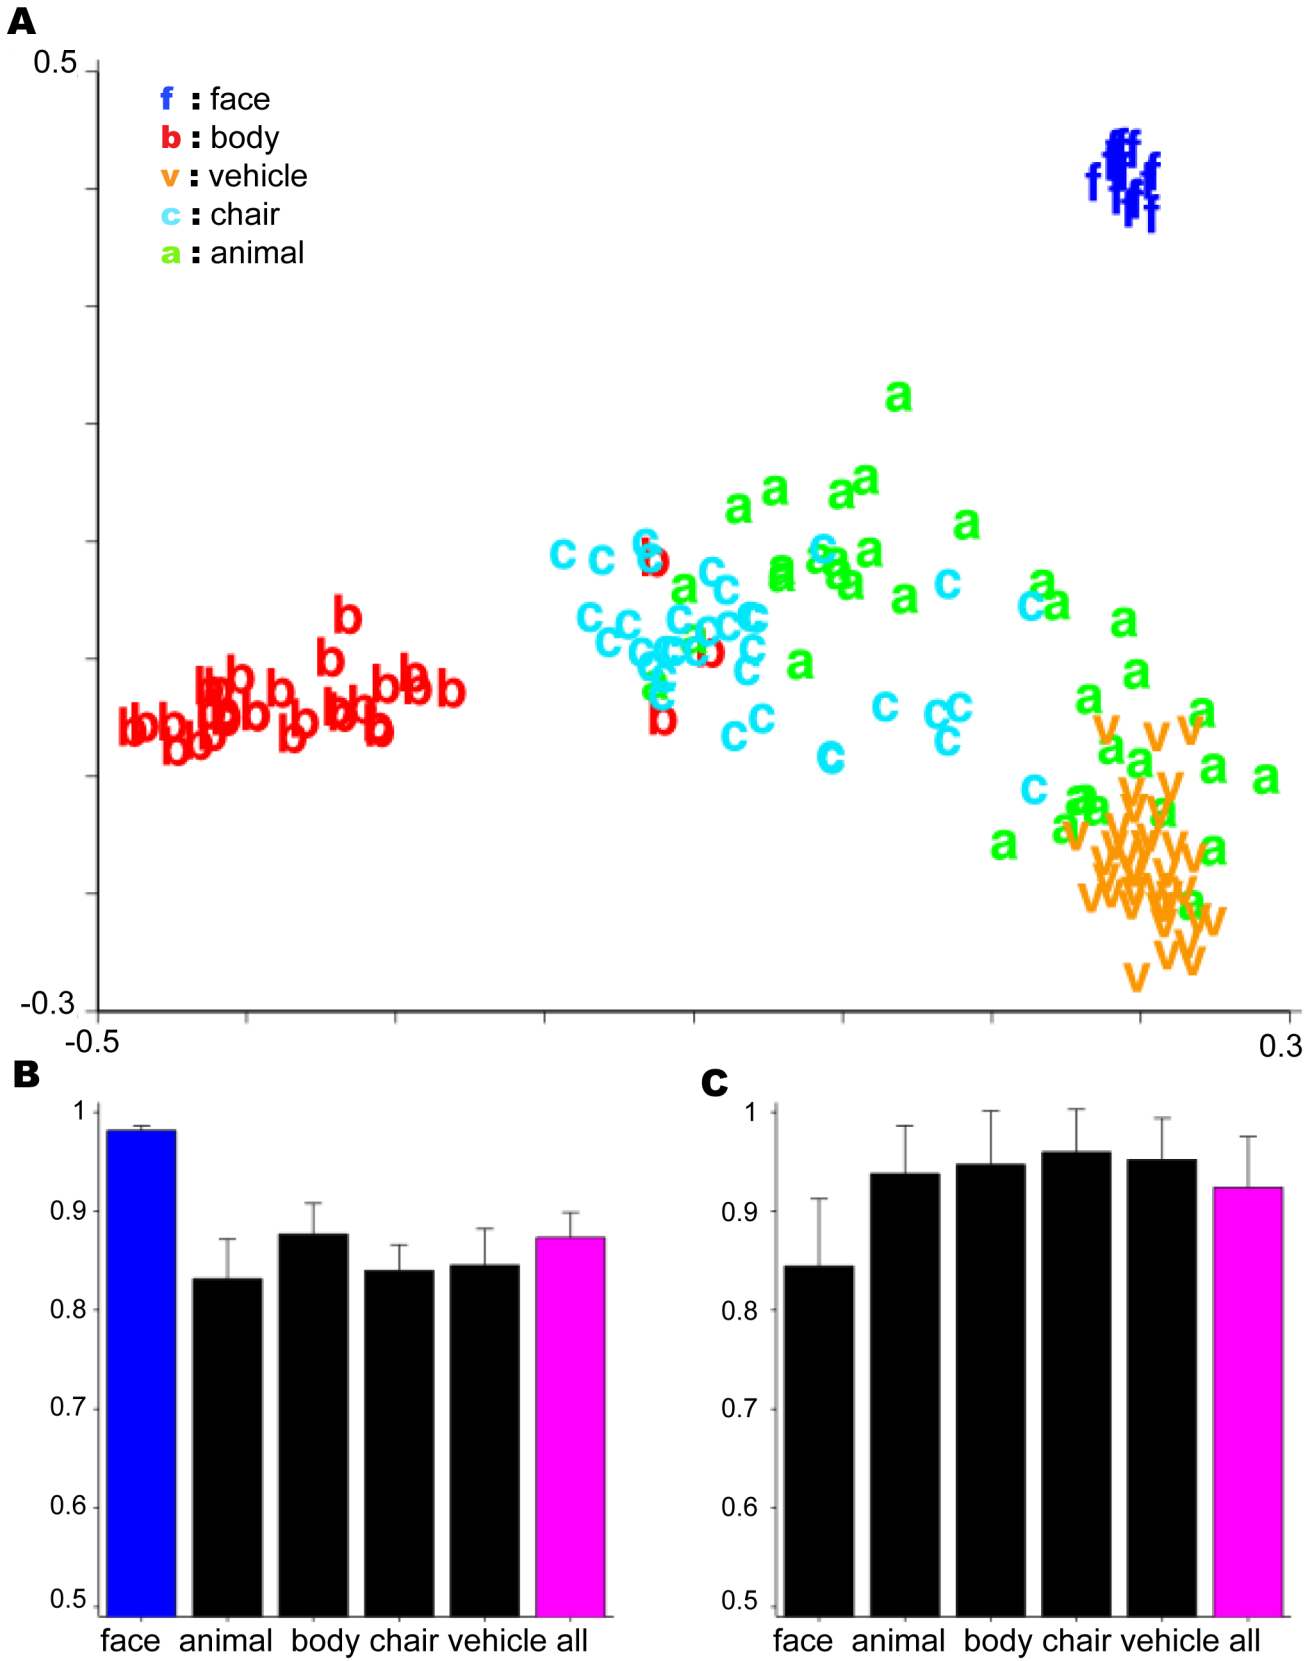 A
0.5
f : face
b : body
v : vehicle
c : chair
a : animal
-0.3
-0.5
0.3
B
1
0.9
0.8
0.7
0.6
0.5
face animal body chair vehicle all
C
1
0.9
0.8
0.7
0.6
0.5
face animal body chair vehicle all